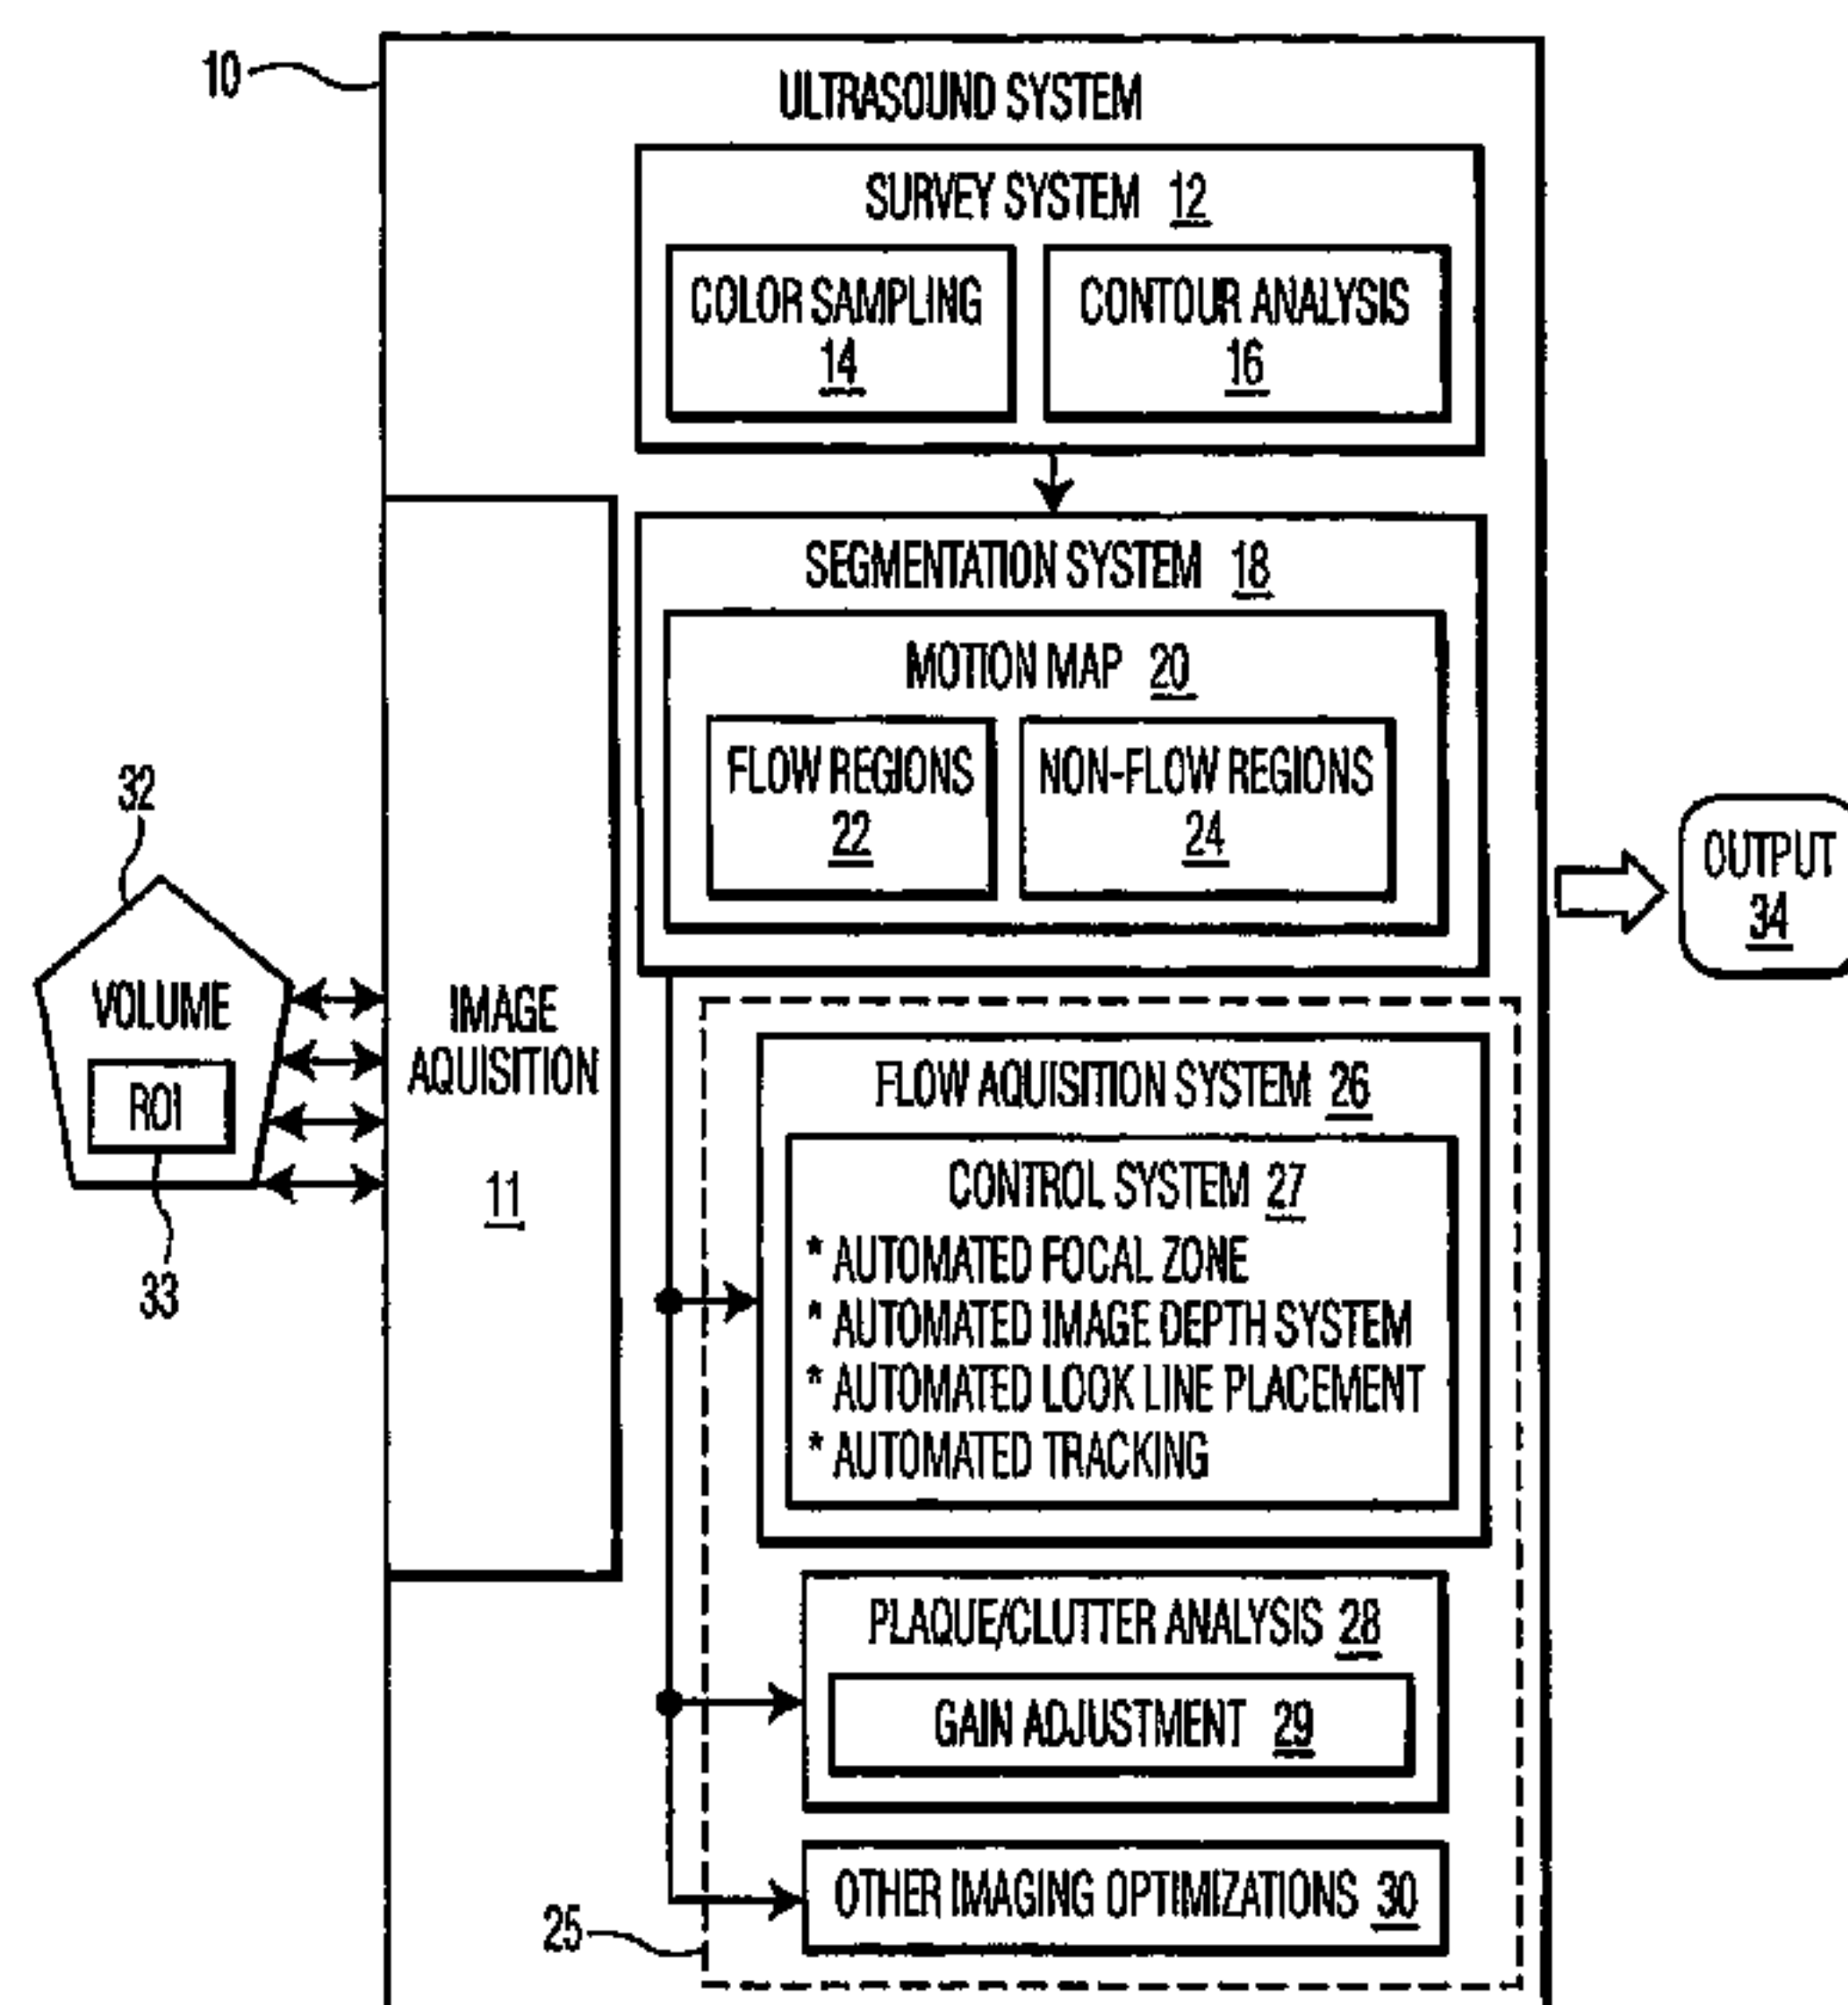 10
ULTRASOUND SYSTEM
SURVEY SYSTEM 12
COLOR SAMPLING
14
CONTOUR ANALYSIS
16
SEGMENTATION SYSTEM 18
MOTION MAP 20
FLOW REGIONS
22
NON-FLOW REGIONS
24
32
VOLUME
ROI
33
IMAGE
AQUISITION
11
OUTPUT
34
FLOW AQUISITION SYSTEM 26
CONTROL SYSTEM 27
* AUTOMATED FOCAL ZONE
* AUTOMATED IMAGE DEPTH SYSTEM
* AUTOMATED LOOK LINE PLACEMENT
* AUTOMATED TRACKING
PLAQUE/CLUTTER ANALYSIS 28
GAIN ADJUSTMENT 29
OTHER IMAGING OPTIMIZATIONS 30
25